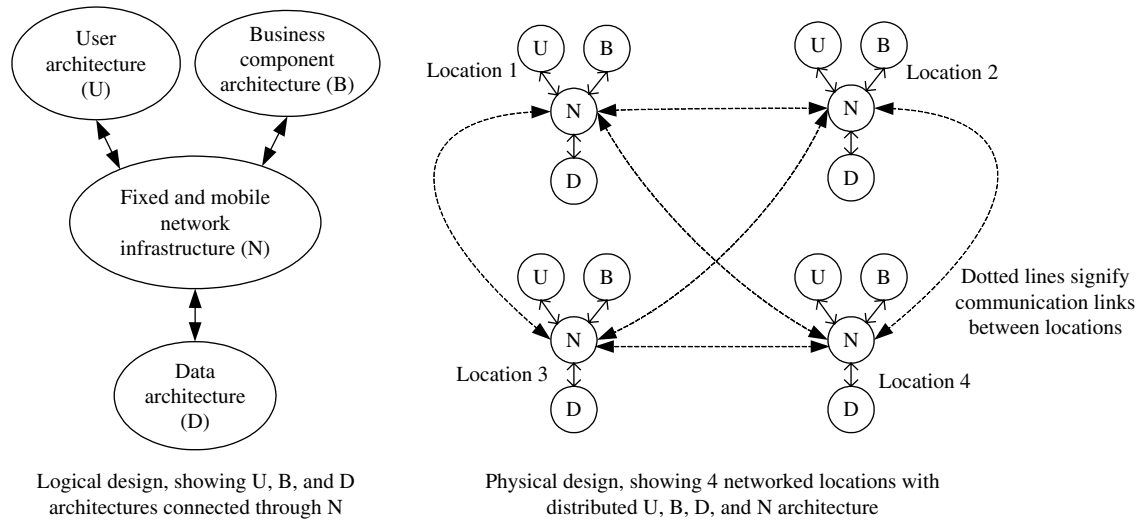 User
architecture
(U)
Business
component
architecture (B)
Fixed and mobile
network
infrastructure (N)
Data
architecture
(D)
Logical design, showing U, B, and D
architectures connected through N
U
B
Location 1
N
D
U
B
Location 2
N
D
U
B
N
Location 3
D
U
B
N
Location 4
D
Dotted lines signify
communication links
between locations
Physical design, showing 4 networked locations with
distributed U, B, D, and N architecture